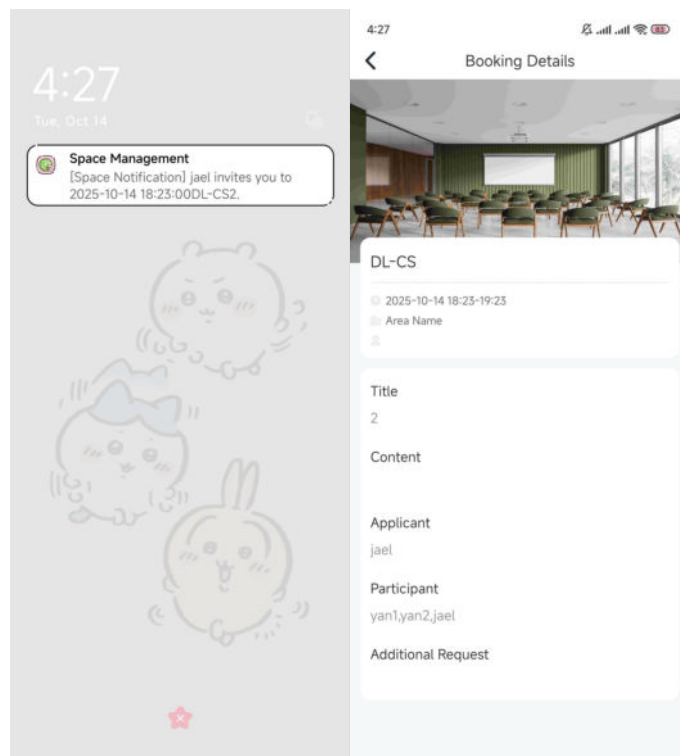 4:27
Tue, Oct 14
Space Management
[Space Notification] jael invites you to
2025-10-14 18:23:00DL-CS2,
4:27
83
Booking Details
DL-CS
2025-10-14 18:23-19:23
Area Name
Title
2
Content
Applicant
jael
Participant
yan1,yan2,jael
Additional Request